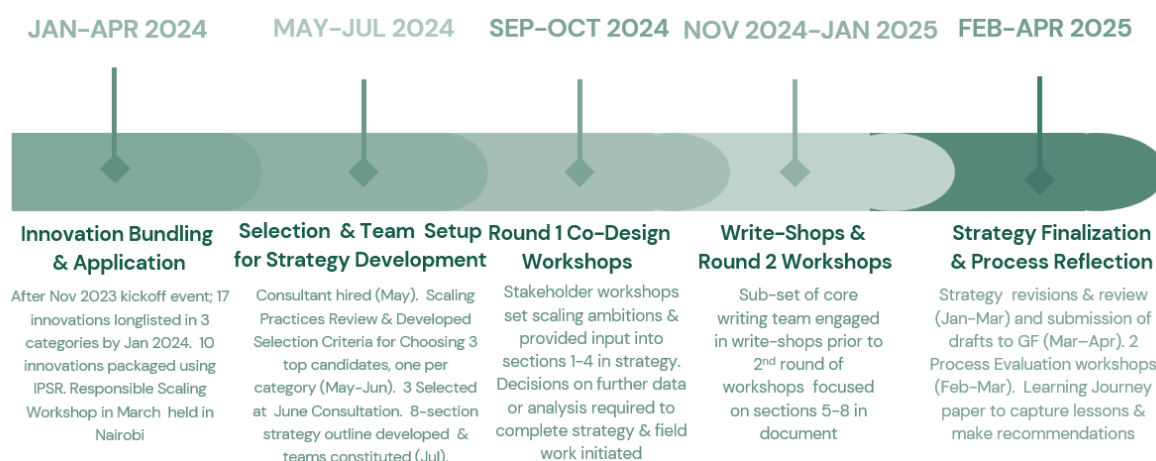 JAN-APR 2024
MAY-JUL 2024
SEP-OCT 2024
NOV 2024-JAN 2025
FEB-APR 2025
Innovation Bundling
& Application
After Nov 2023 kickoff event; 17
innovations longlisted in 3
categories by Jan 2024. 10
innovations packaged using
IPSR. Responsible Scaling
Workshop in March held in
Nairobi
Selection & Team Setup
for Strategy Development
Consultant hired (May). Scaling
Practices Review & Developed
Selection Criteria for Choosing 3
top candidates, one per
category (May-Jun). 3 Selected
at June Consultation. 8-section
strategy outline developed &
teams constituted (Jul).
Round 1 Co-Design
Workshops
Stakeholder workshops
set scaling ambitions &
provided input into
sections 1-4 in strategy.
Decisions on further data
or analysis required to
complete strategy & field
work initiated
Write-Shops &
Round 2 Workshops
Sub-set of core
writing team engaged
in write-shops prior to
2nd round of
workshops focused
on sections 5-8 in
document
Strategy Finalization
& Process Reflection
Strategy revisions & review
(Jan-Mar) and submission of
drafts to GF (Mar–Apr). 2
Process Evaluation workshops
(Feb-Mar). Learning Journey
paper to capture lessons &
make recommendations